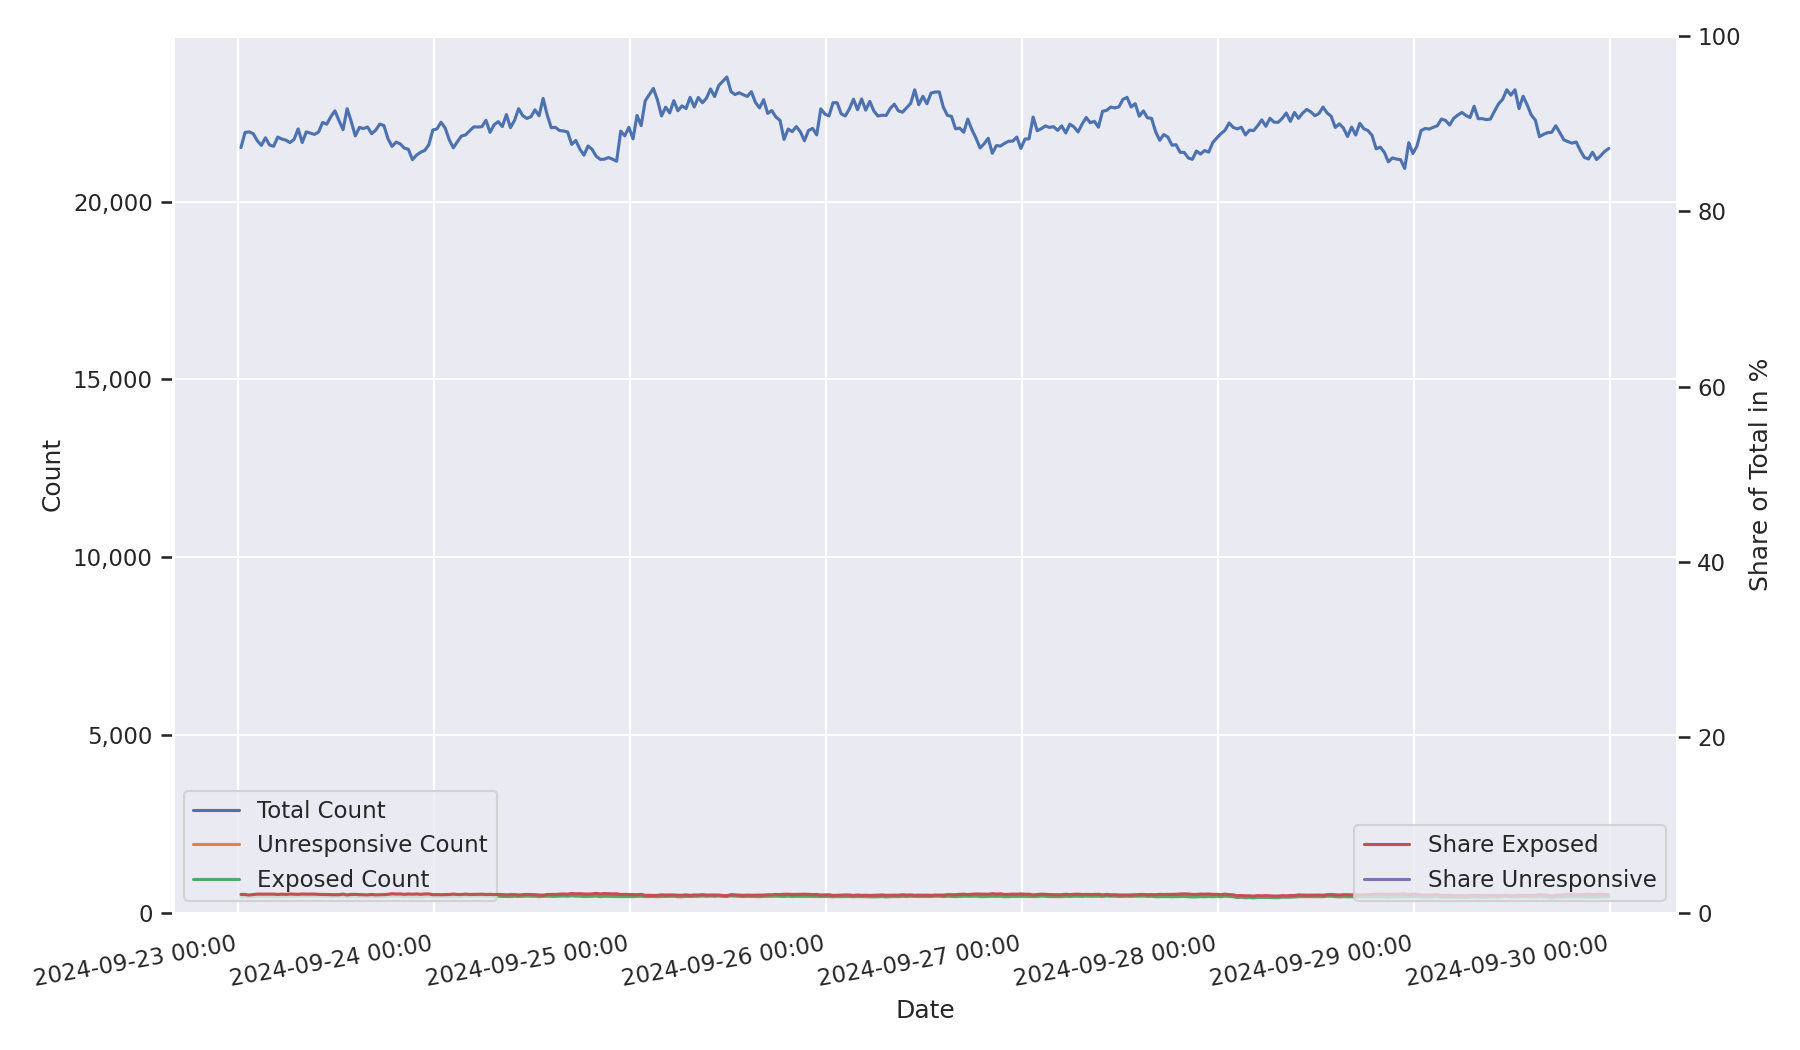 100
80
60
40
20
0
Share of Total in %
20,000
15,000
10,000
5,000
0
Count
Total Count
Unresponsive Count
Exposed Count
Share Exposed
Share Unresponsive
2024-09-23 00:00
2024-09-24 00:00
2024-09-25 00:00
2024-09-26 00:00
2024-09-27 00:00
2024-09-28 00:00
2024-09-29 00:00
2024-09-30 00:00
Date